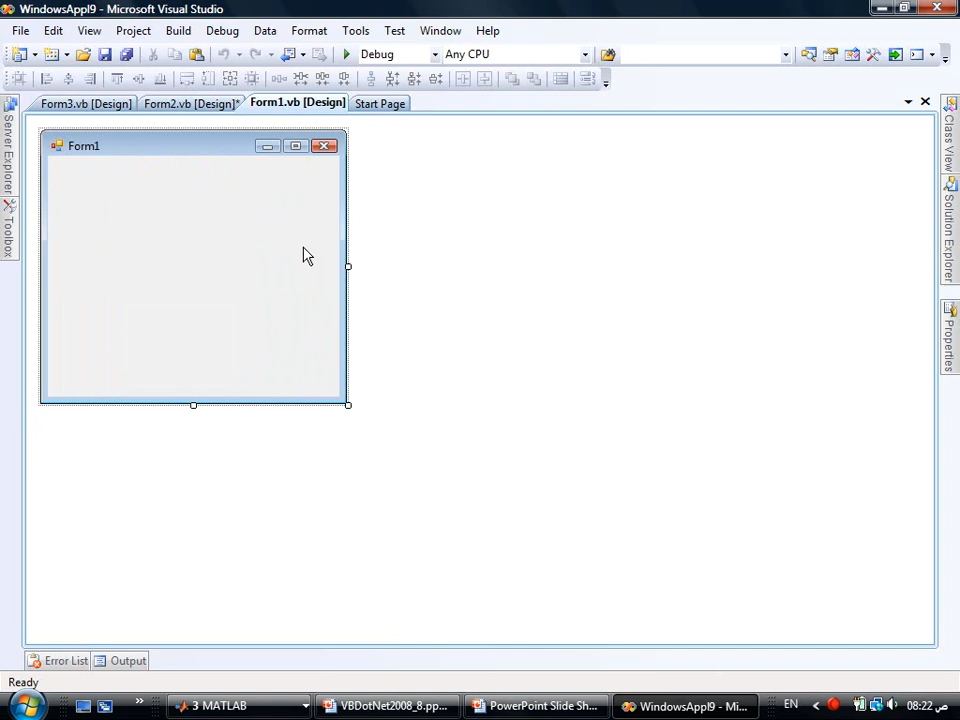 WindowsAppl9 - Microsoft Visual Studio
File Edit View Project Build Debug Data Format Tools Test Window Help
Debug Any CPU
Form3.vb [Design] Form2.vb [Design]* Form1.vb [Design] Start Page
Server Explorer
Toolbox
Form1
Class View
Solution Explorer
Properties
Error List Output
Ready
3 MATLAB VBDotNet2008_8.pp... PowerPoint Slide Sh... WindowsAppl9 - Mi... EN 08:22 ص